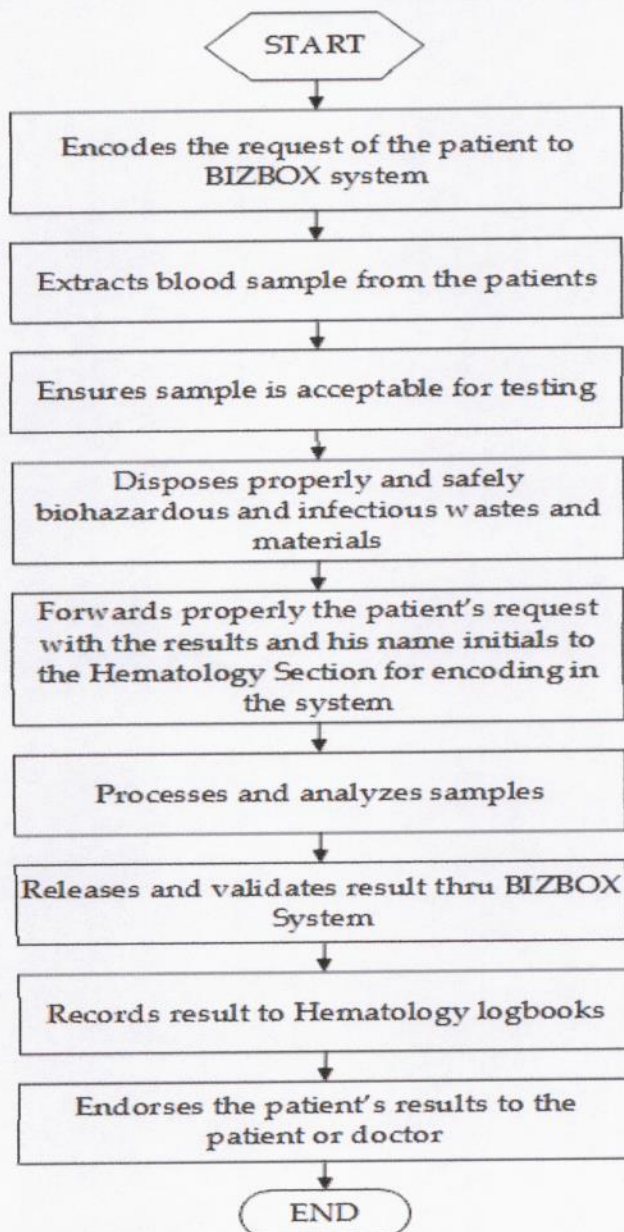 START
Encodes the request of the patient to
BIZBOX system
Extracts blood sample from the patients
Ensures sample is acceptable for testing
Disposes properly and safely
biohazardous and infectious wastes and
materials
Forwards properly the patient's request
with the results and his name initials to
the Hematology Section for encoding in
the system
Processes and analyzes samples
Releases and validates result thru BIZBOX
System
Records result to Hematology logbooks
Endorses the patient's results to the
patient or doctor
END